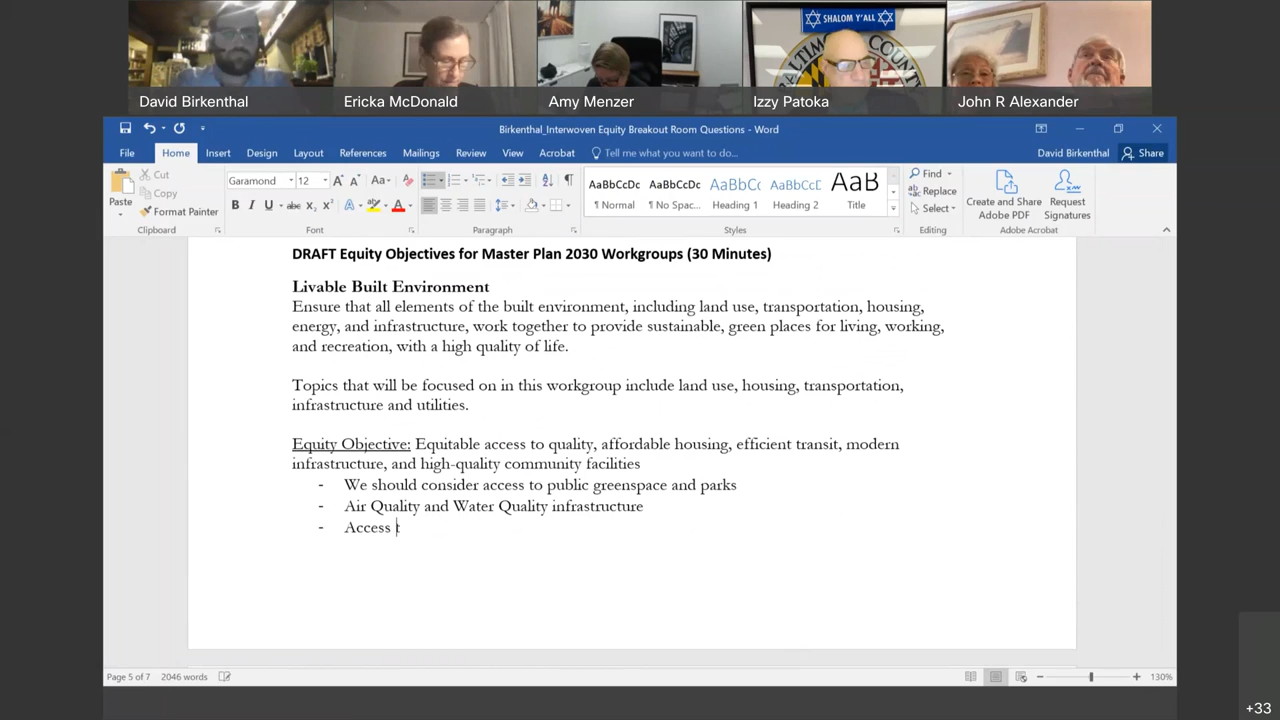 SHALOM Y'ALL
BALTIMORE COUNTY
David Birkenthal
Ericka McDonald
Amy Menzer
Izzy Patoka
John R Alexander
Birkenthal_Interwoven Equity Breakout Room Questions - Word
File Home Insert Design Layout References Mailings Review View Acrobat Tell me what you want to do... David Birkenthal Share
Paste
Cut
Copy
Format Painter
Clipboard
Garamond 12
Font
Paragraph
AaBbCcDc AaBbCcDc AaBbCc AaBbCcD AaB
¶ Normal ¶ No Spac... Heading 1 Heading 2 Title
Styles
Find
Replace
Select
Editing
Create and Share Adobe PDF
Request Signatures
Adobe Acrobat
DRAFT Equity Objectives for Master Plan 2030 Workgroups (30 Minutes)
Livable Built Environment
Ensure that all elements of the built environment, including land use, transportation, housing,
energy, and infrastructure, work together to provide sustainable, green places for living, working,
and recreation, with a high quality of life.
Topics that will be focused on in this workgroup include land use, housing, transportation,
infrastructure and utilities.
Equity Objective: Equitable access to quality, affordable housing, efficient transit, modern
infrastructure, and high-quality community facilities
- We should consider access to public greenspace and parks
- Air Quality and Water Quality infrastructure
- Access t
Page 5 of 7 2046 words
130%
+33